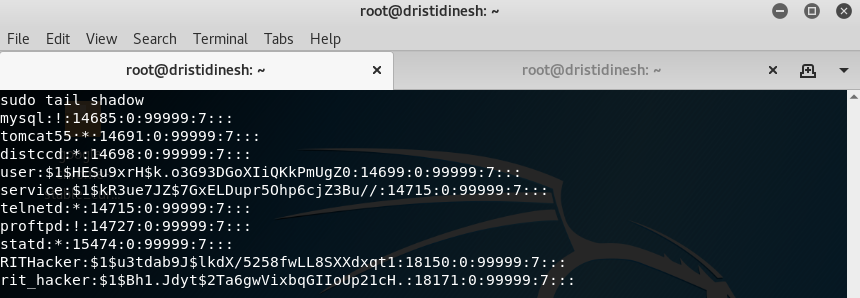 root@dristidinesh: ~
File Edit View Search Terminal Tabs Help
root@dristidinesh: ~ root@dristidinesh: ~
sudo tail shadow
mysql:!:14685:0:99999:7:::
tomcat55:*:14691:0:99999:7:::
distccd:*:14698:0:99999:7:::
user:$1$HESu9xrH$k.o3G93DGoXIiQKkPmUgZ0:14699:0:99999:7:::
service:$1$kR3ue7JZ$7GxELDupr5Ohp6cjZ3Bu//:14715:0:99999:7:::
telnetd:*:14715:0:99999:7:::
proftpd:!:14727:0:99999:7:::
statd:*:15474:0:99999:7:::
RITHacker:$1$u3tdab9J$lkdX/5258fwLL8SXXdxqt1:18150:0:99999:7:::
rit_hacker:$1$Bh1.Jdyt$2Ta6gwVixbqGIIoUp21cH.:18171:0:99999:7:::